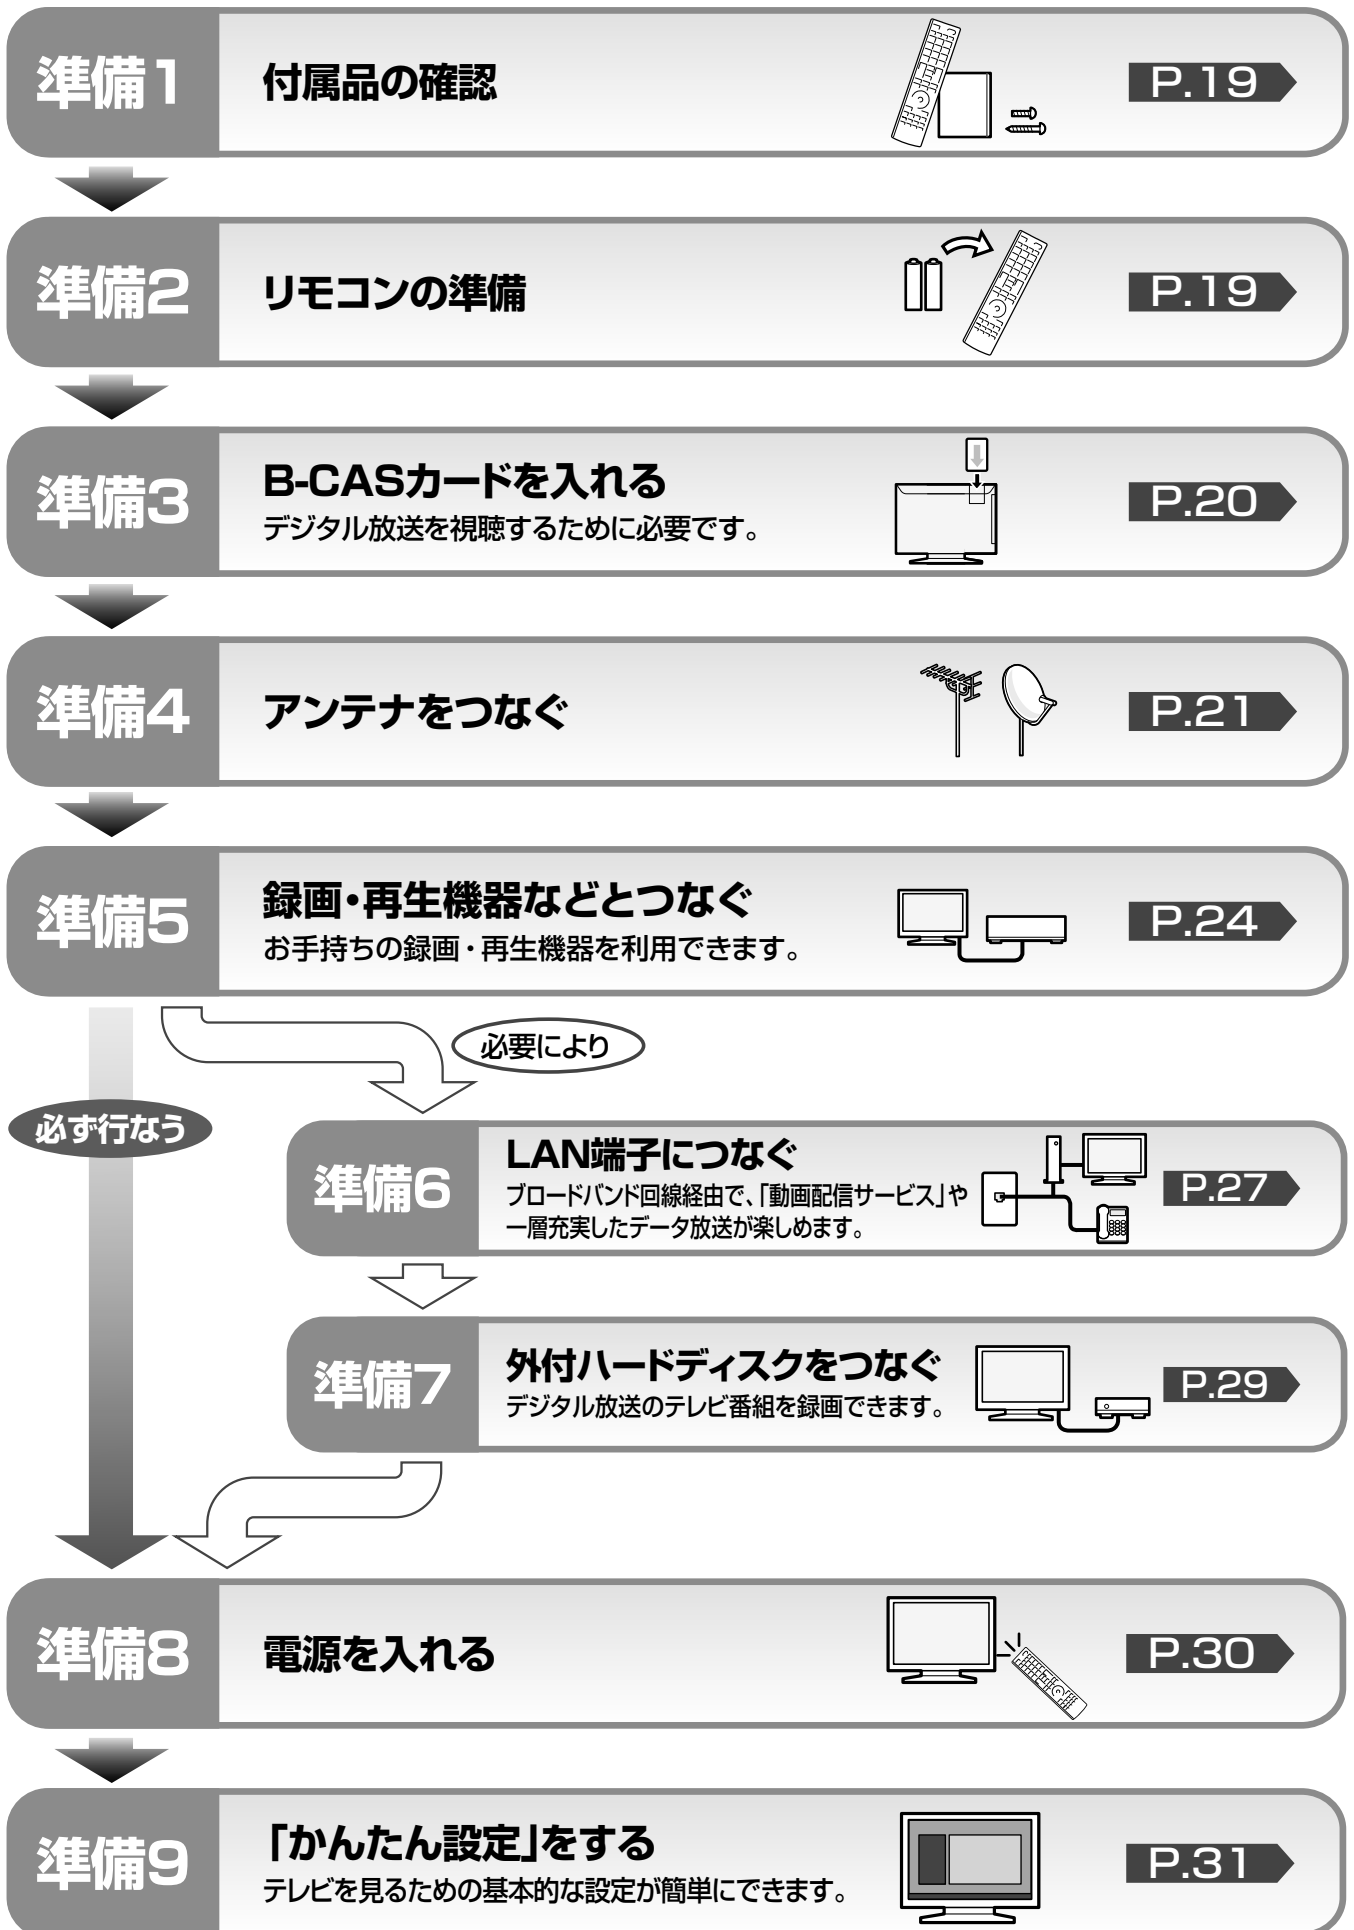 準備1
付属品の確認
P.19
準備2
リモコンの準備
P.19
準備3
B-CASカードを入れる
デジタル放送を視聴するために必要です。
P.20
準備4
アンテナをつなぐ
P.21
準備5
録画・再生機器などとつなぐ
お手持ちの録画・再生機器を利用できます。
P.24
必要により
必ず行なう
準備6
LAN端子につなぐ
ブロードバンド回線経由で、「動画配信サービス」や
一層充実したデータ放送が楽しめます。
P.27
準備7
外付ハードディスクをつなぐ
デジタル放送のテレビ番組を録画できます。
P.29
準備8
電源を入れる
P.30
準備9
「かんたん設定」をする
テレビを見るための基本的な設定が簡単にできます。
P.31